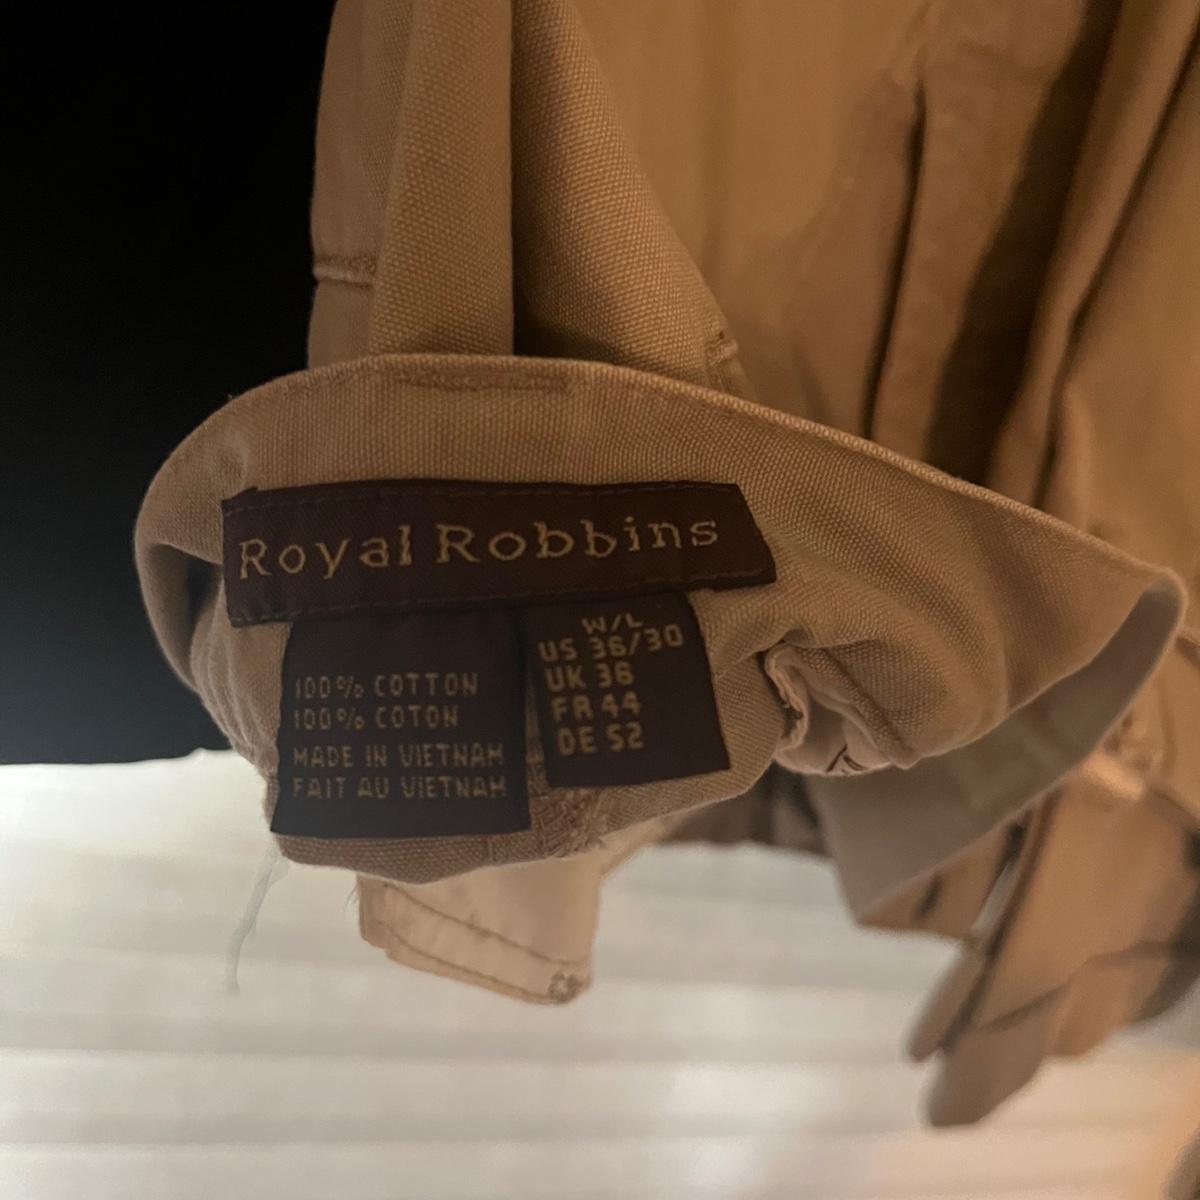 Royal Robbins
100% COTTON
100% COTON
MADE IN VIETNAM
FAIT AU VIETNAM
W/L
US 36/30
UK 36
FR 44
DE 52